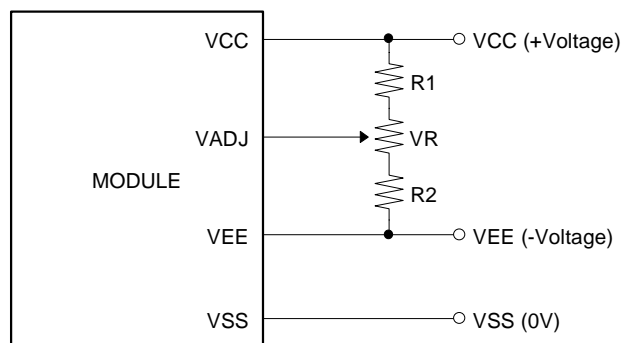 VCC
VCC (+Voltage)
R1
VADJ
VR
MODULE
R2
VEE
VEE (-Voltage)
VSS
VSS (0V)